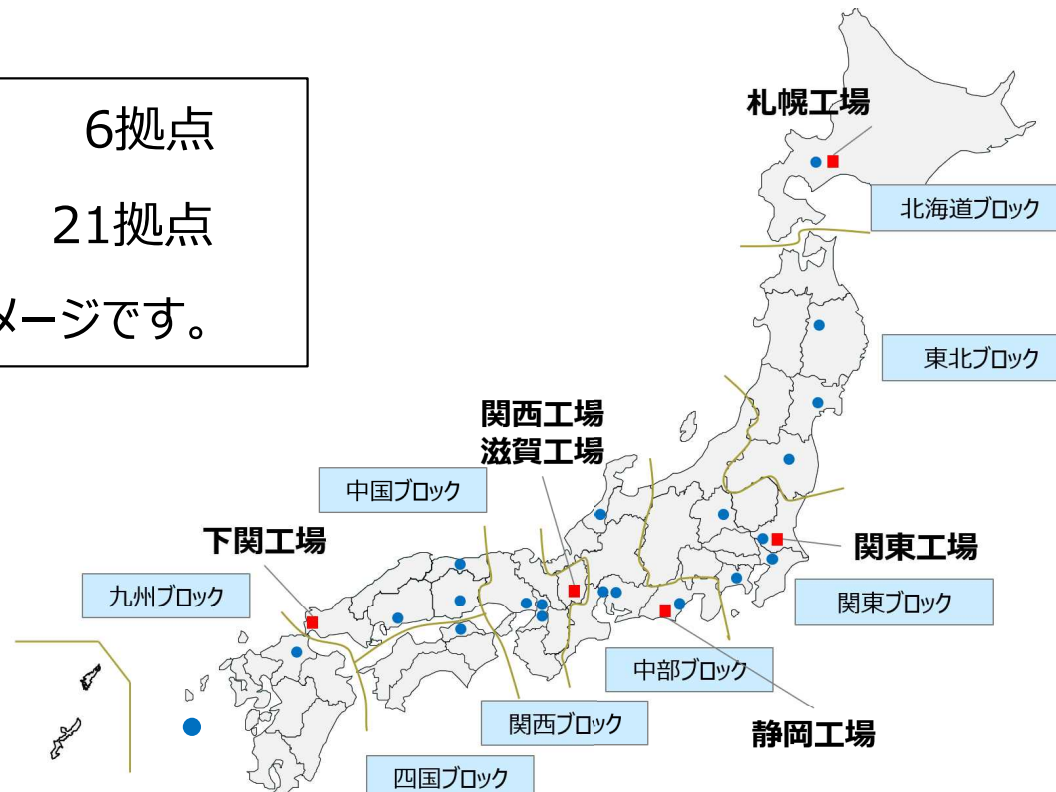 6拠点
21拠点
メージです。
札幌工場
北海道ブロック
東北ブロック
関西工場
滋賀工場
中国ブロック
下関工場
関東工場
九州ブロック
関東ブロック
中部ブロック
関西ブロック
静岡工場
四国ブロック